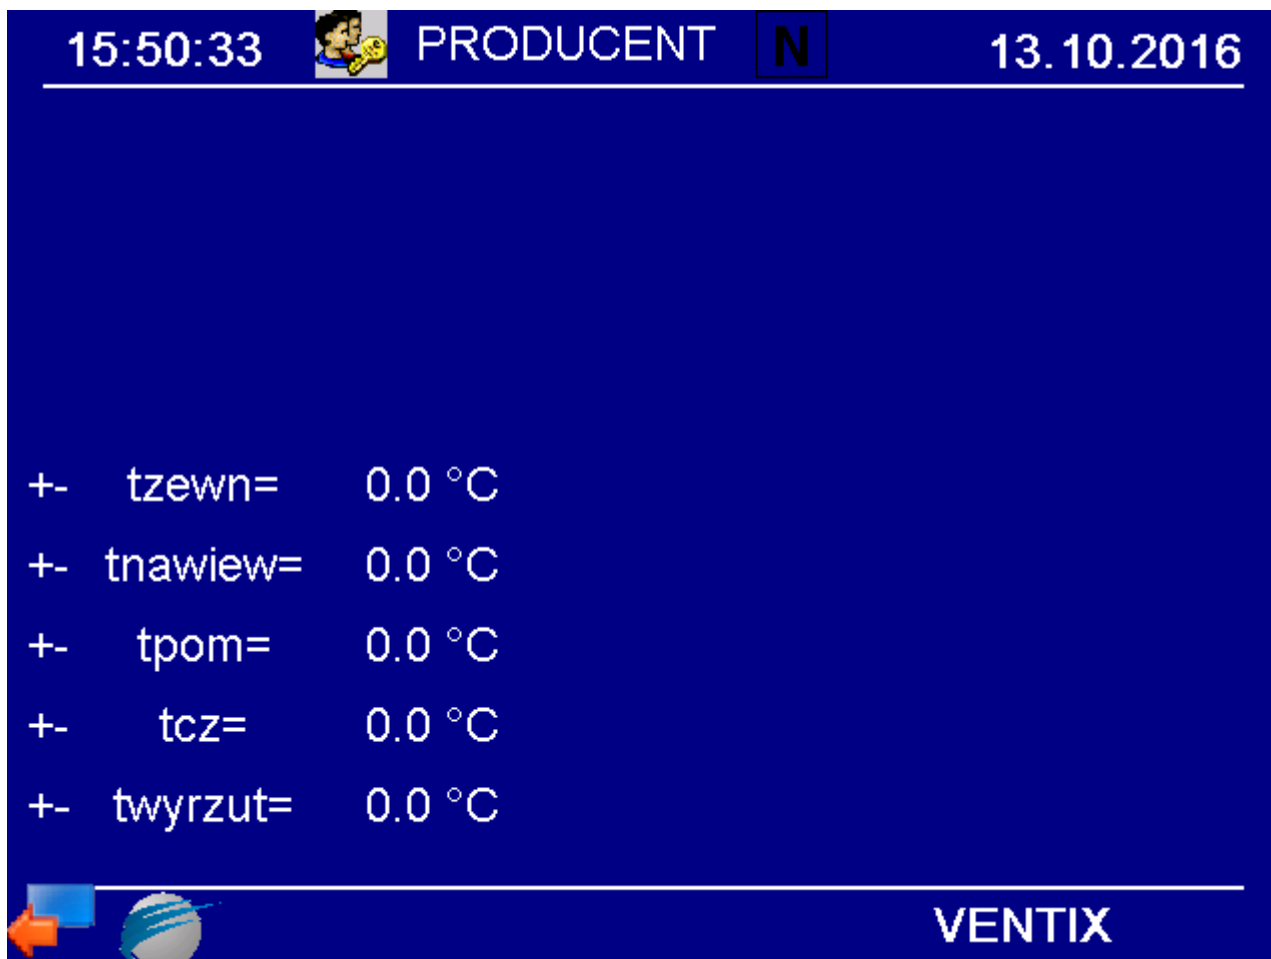 15:50:33 PRODUCENT N 13.10.2016
+- tzewn= 0.0 °C
+- tnawiew= 0.0 °C
+- tpom= 0.0 °C
+- tcz= 0.0 °C
+- twyrzut= 0.0 °C
VENTIX